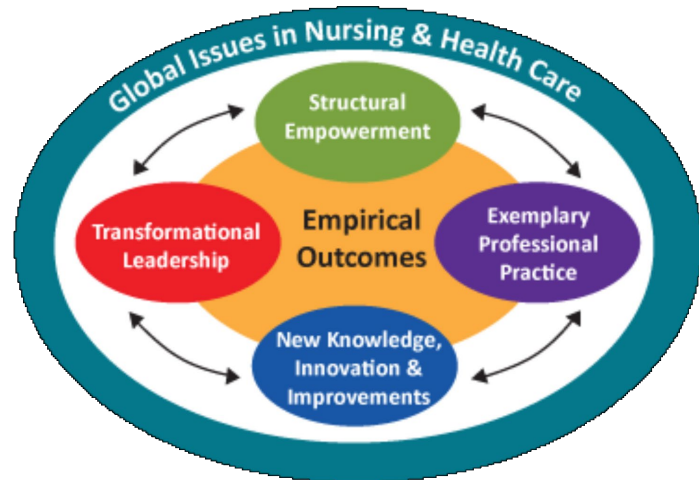 Global Issues in Nursing & Health Care
Structural
Empowerment
Transformational
Leadership
Empirical
Outcomes
Exemplary
Professional
Practice
New Knowledge,
Innovation &
Improvements